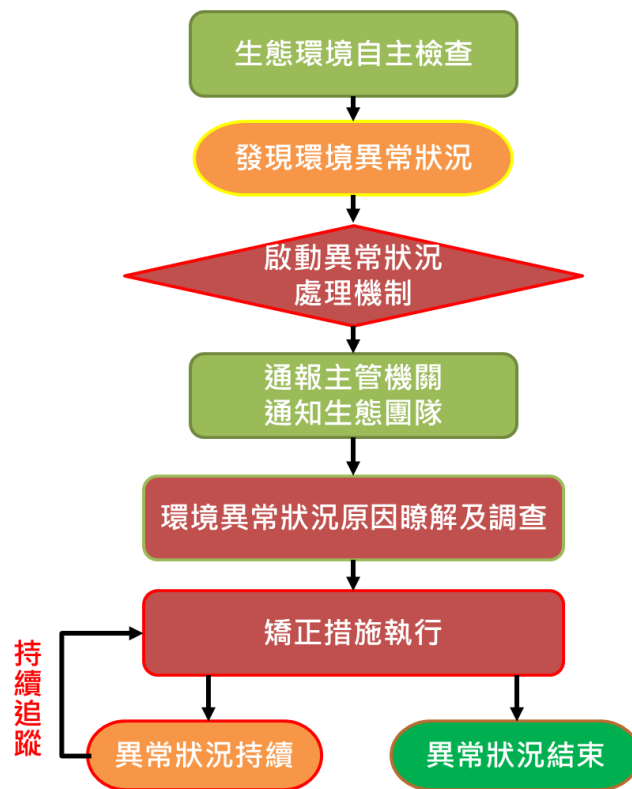 生態環境自主檢查
發現環境異常狀況
啟動異常狀況
處理機制
通報主管機關
通知生態團隊
環境異常狀況原因瞭解及調查
矯正措施執行
持續追蹤
異常狀況持續
異常狀況結束